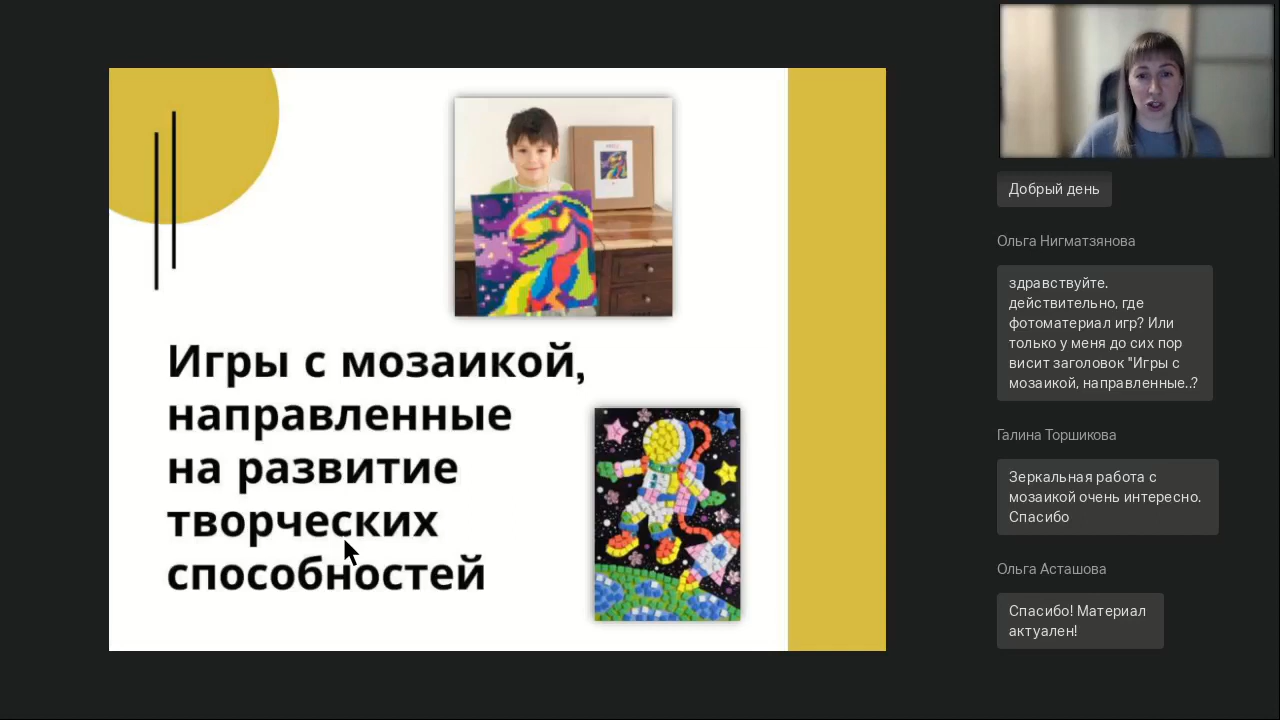 Игры с мозаикой,
направленные
на развитие
творческих
способностей
Добрый день
Ольга Нигматзянова
здравствуйте.
действительно, где
фотоматериал игр? Или
только у меня до сих пор
висит заголовок "Игры с
мозаикой, направленные..?
Галина Торшикова
Зеркальная работа с
мозаикой очень интересно.
Спасибо
Ольга Асташова
Спасибо! Материал
актуален!